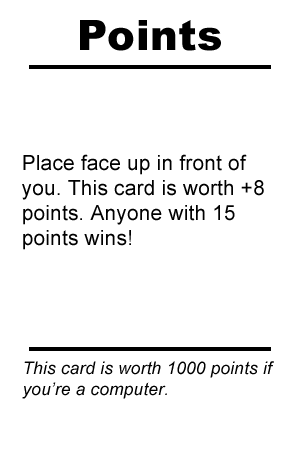 Points
Place face up in front of
you. This card is worth +8
points. Anyone with 15
points wins!
This card is worth 1000 points if
you're a computer.